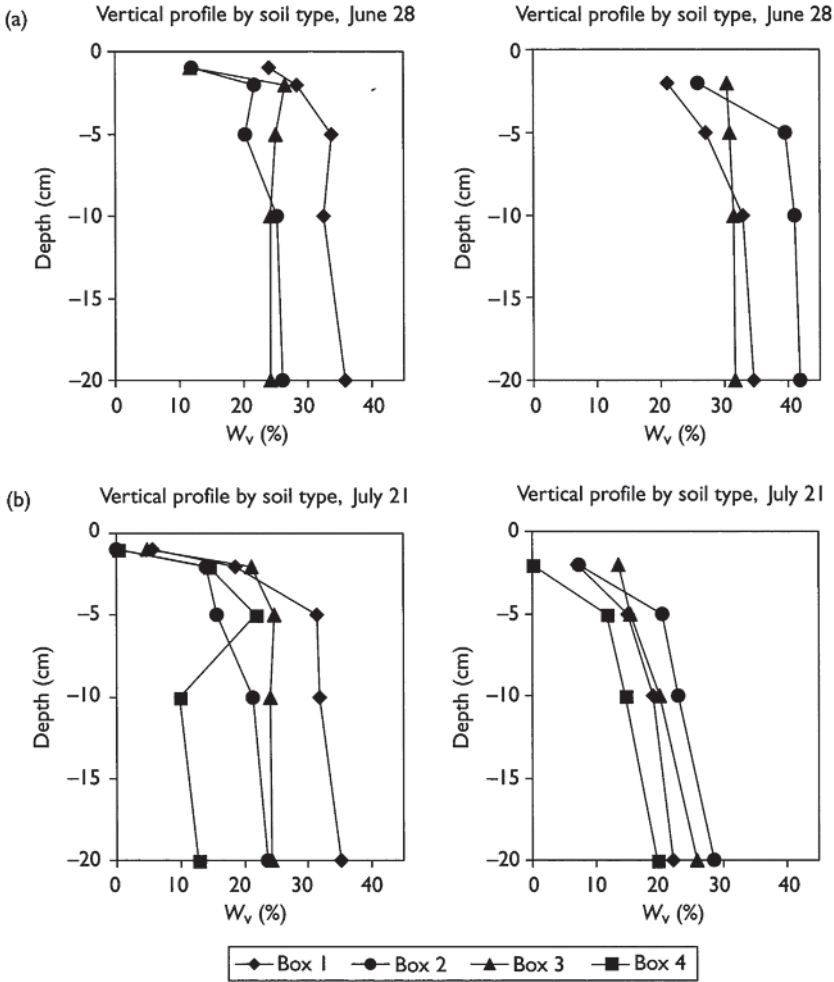 (a)
Vertical profile by soil type, June 28
0
–5
–10
–15
–20
Depth (cm)
0 10 20 30 40
Wv (%)
Vertical profile by soil type, June 28
0
–5
–10
–15
–20
Depth (cm)
0 10 20 30 40
Wv (%)
(b)
Vertical profile by soil type, July 21
0
–5
–10
–15
–20
Depth (cm)
0 10 20 30 40
Wv (%)
Vertical profile by soil type, July 21
0
–5
–10
–15
–20
Depth (cm)
0 10 20 30 40
Wv (%)
Box 1 Box 2 Box 3 Box 4